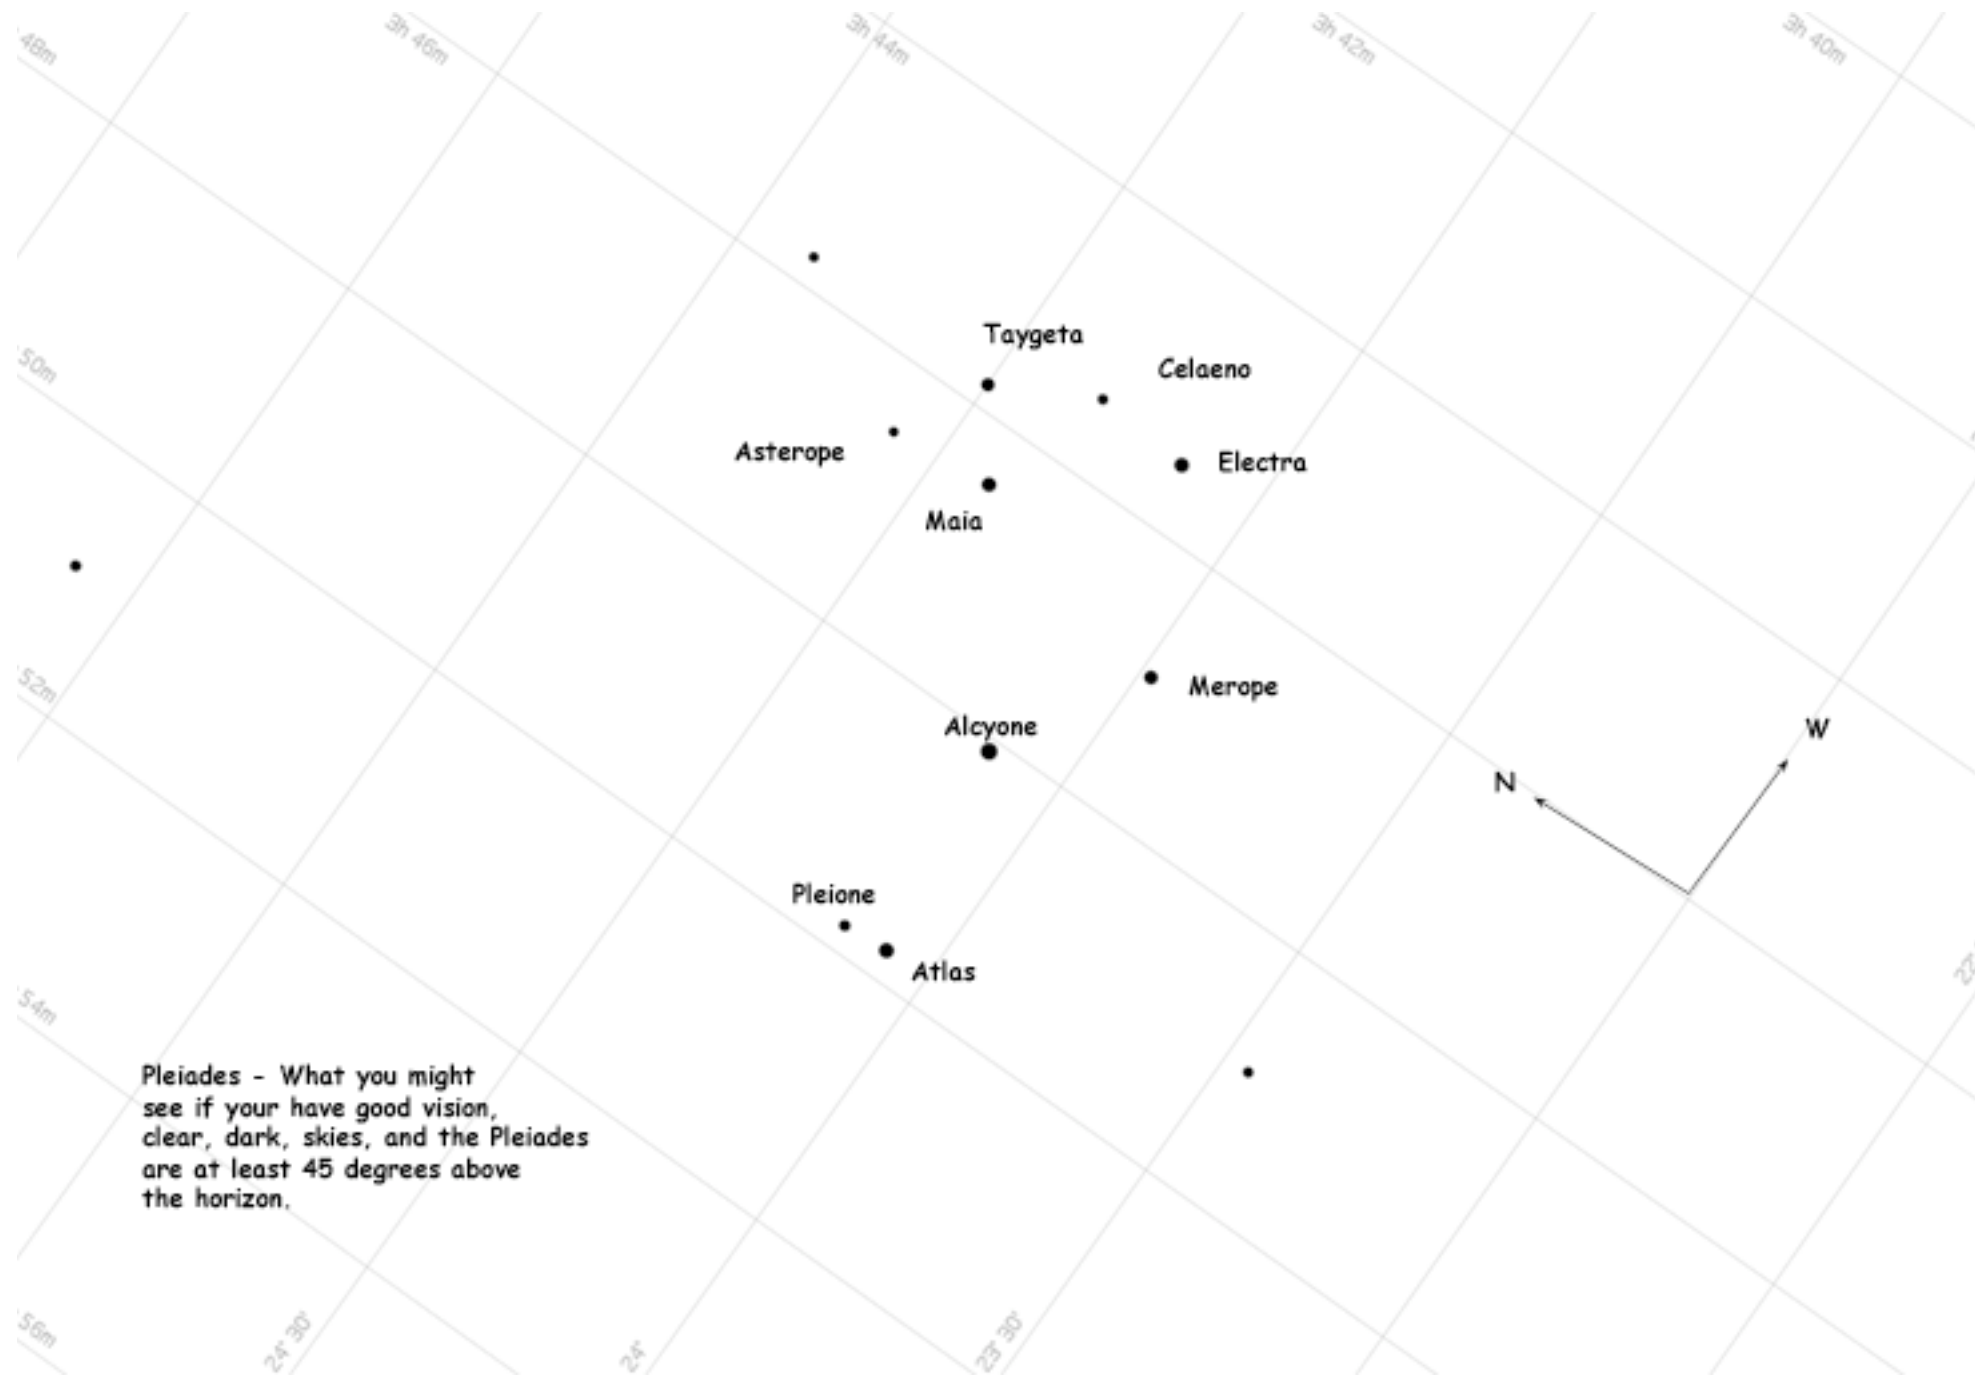 48m
3h 46m
3h 44m
3h 42m
3h 40m
Taygeta
Celaeno
50m
Asterope
Electra
Maia
52m
Merope
Alcyone
W
N
Pleione
Atlas
54m
Pleiades - What you might
see if your have good vision,
clear, dark, skies, and the Pleiades
are at least 45 degrees above
the horizon.
56m
24° 30'
24°
23° 30'